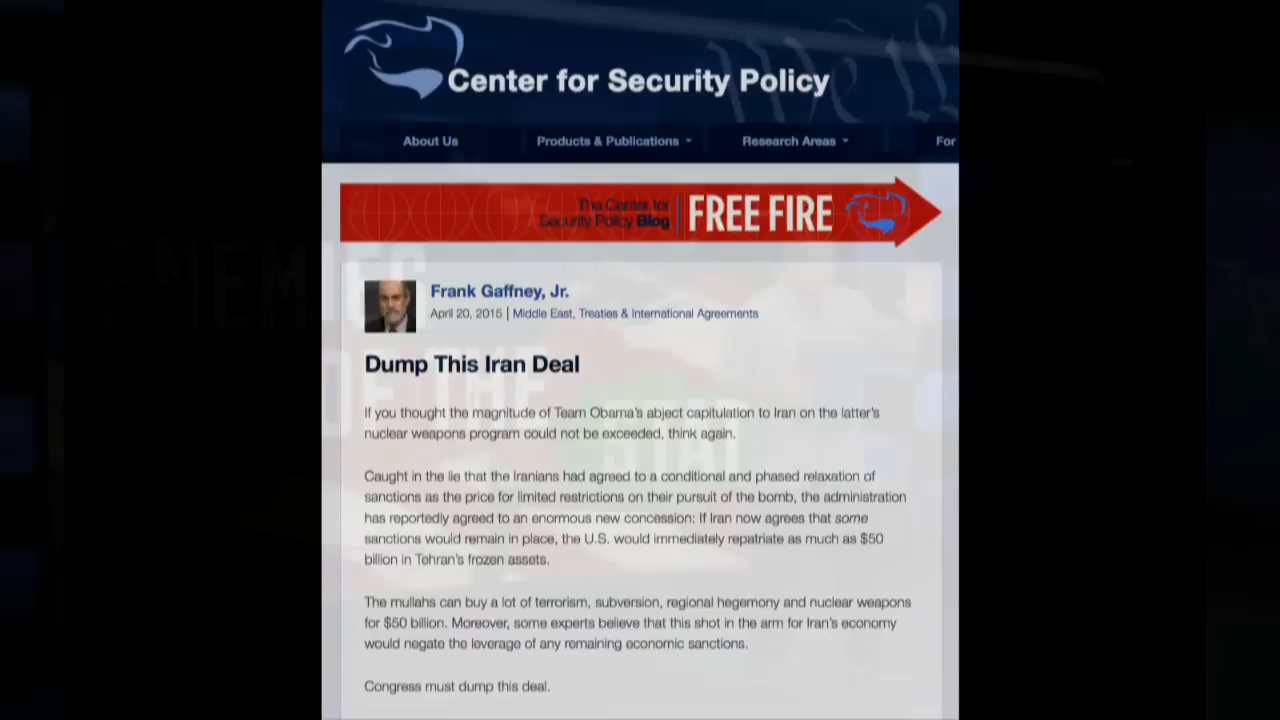 We th
Center for Security Policy
About Us
Products & Publications
Research Areas
For
The Center for
Security Policy Blog
FREE FIRE
ENEMIES
OF THE
STAT
Frank Gaffney, Jr.
April 20, 2015 | Middle East, Treaties & International Agreements
Dump This Iran Deal
If you thought the magnitude of Team Obama's abject capitulation to Iran on the latter's
nuclear weapons program could not be exceeded, think again.
Caught in the lie that the Iranians had agreed to a conditional and phased relaxation of
sanctions as the price for limited restrictions on their pursuit of the bomb, the administration
has reportedly agreed to an enormous new concession: If Iran now agrees that some
sanctions would remain in place, the U.S. would immediately repatriate as much as $50
billion in Tehran's frozen assets.
The mullahs can buy a lot of terrorism, subversion, regional hegemony and nuclear weapons
for $50 billion. Moreover, some experts believe that this shot in the arm for Iran's economy
would negate the leverage of any remaining economic sanctions.
Congress must dump this deal.